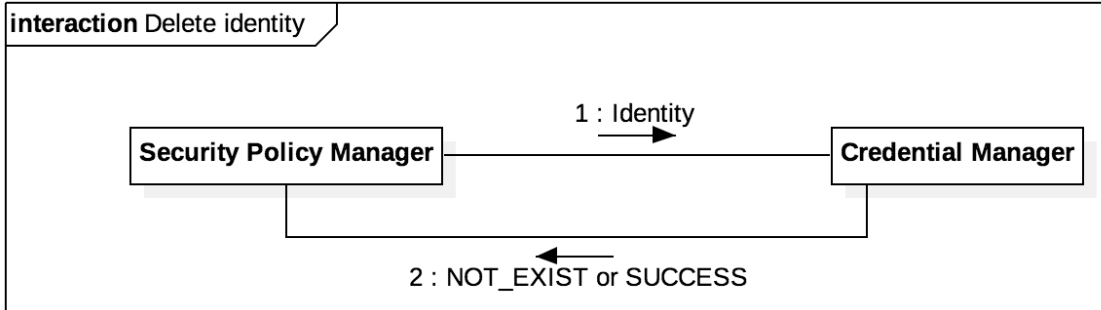 interaction Delete identity
1 : Identity
Security Policy Manager
Credential Manager
2 : NOT_EXIST or SUCCESS